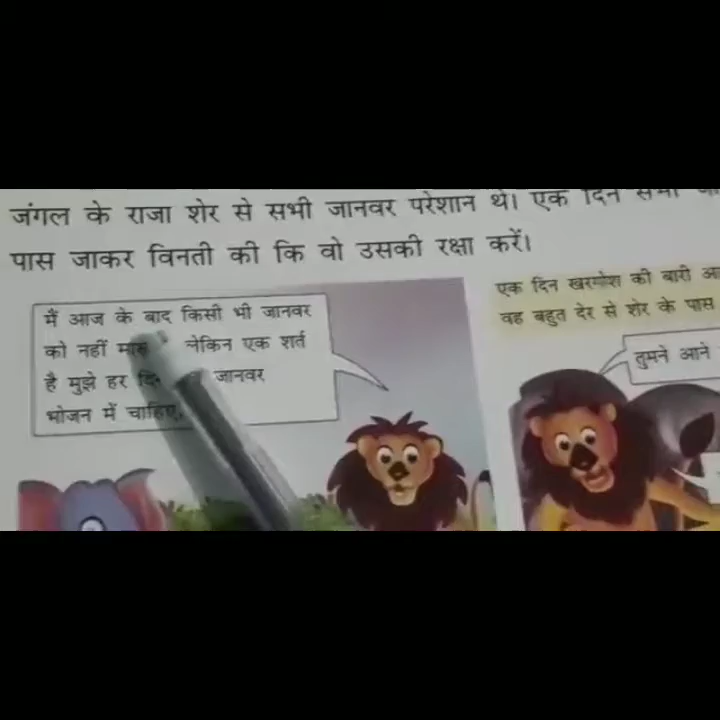 जंगल के राजा शेर से सभी जानवर परेशान थे। एक दिन सभी
पास जाकर विनती की कि वो उसकी रक्षा करें।
मैं आज के बाद किसी भी जानवर
को नहीं लेकिन एक शर्त
है मुझे हर जानवर
भोजन में चाहिए
एक दिन खरगोश की बारी
वह बहुत देर से शेर के पास
तुमने आने